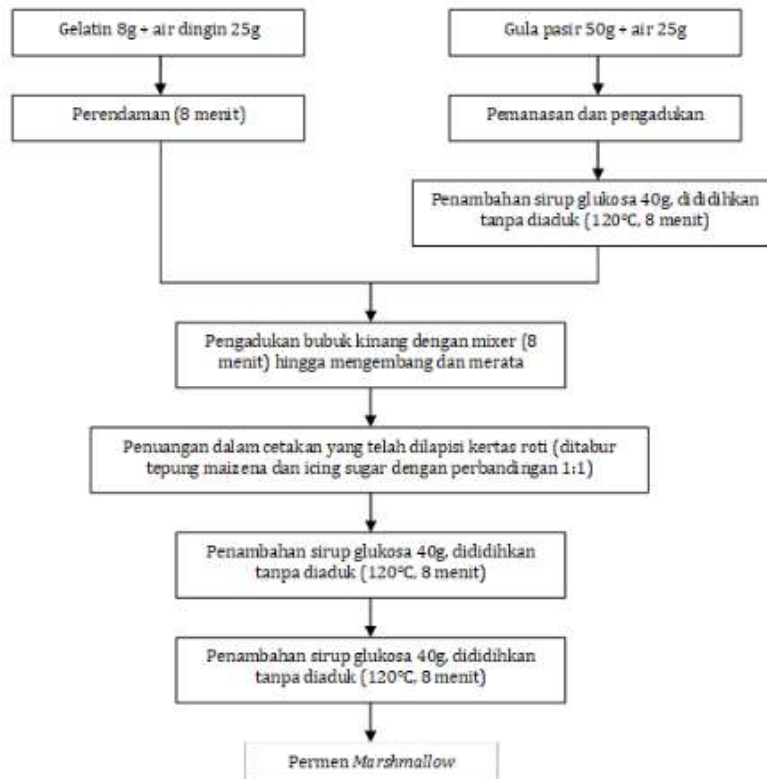 Gelatin 8g + air dingin 25g
Gula pasir 50g + air 25g
Perendaman (8 menit)
Pemanasan dan pengadukan
Penambahan sirup glukosa 40g, dididihkan
tanpa diaduk (120°C, 8 menit)
Pengadukan bubuk kinang dengan mixer (8
menit) hingga mengembang dan merata
Penuangan dalam cetakan yang telah dilapisi kertas roti (ditabur
tepung maizena dan icing sugar dengan perbandingan 1:1)
Penambahan sirup glukosa 40g, dididihkan
tanpa diaduk (120°C, 8 menit)
Penambahan sirup glukosa 40g, dididihkan
tanpa diaduk (120°C, 8 menit)
Permen Marshmallow